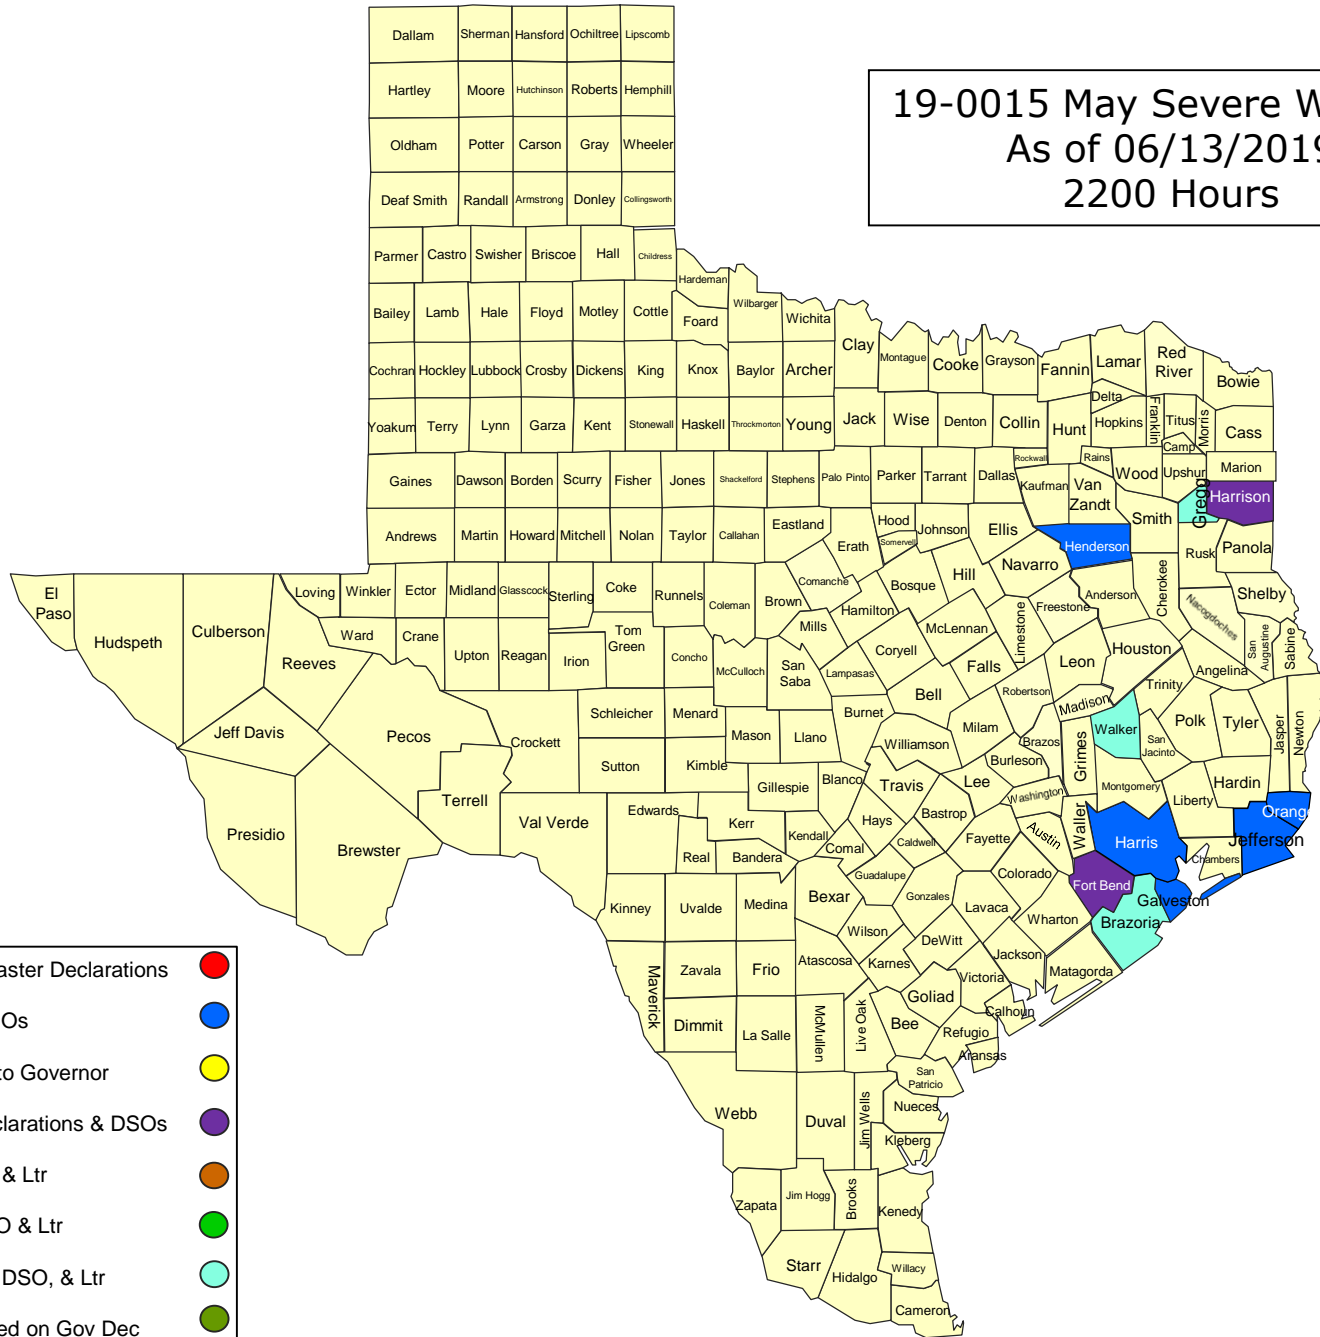 Dallam Sherman Hansford Ochiltree Lipscomb
Hartley Moore Hutchinson Roberts Hemphill
19-0015 May Severe W
As of 06/13/2019
2200 Hours
Oldham Potter Carson Gray Wheeler
Deaf Smith Randall Armstrong Donley Collingsworth
Parmer Castro Swisher Briscoe Hall Childress
Hardeman
Bailey Lamb Hale Floyd Motley Cottle Foard Wilbarger Wichita
Clay Montague Cooke Grayson Fannin Lamar Red River Bowie
Cochran Hockley Lubbock Crosby Dickens King Knox Baylor Archer
Delta
Yoakum Terry Lynn Garza Kent Stonewall Haskell Throckmorton Young Jack Wise Denton Collin Hunt Hopkins Franklin Titus Morris Cass
Camp
Rockwall Rains
Gaines Dawson Borden Scurry Fisher Jones Shackelford Stephens Palo Pinto Parker Tarrant Dallas Kaufman Van Zandt Wood Upshur Marion
Gregg Harrison
Andrews Martin Howard Mitchell Nolan Taylor Callahan Eastland Erath Hood Somervell Johnson Ellis Henderson Smith Rusk Panola
El Paso Hudspeth Culberson Loving Winkler Ector Midland Glasscock Sterling Coke Runnels Coleman Brown Comanche Hamilton Bosque Hill Navarro Freestone Anderson Cherokee Nacogdoches Shelby
Reeves Ward Crane Upton Reagan Irion Tom Green Concho McCulloch San Saba Mills Lampasas Coryell McLennan Limestone Falls Leon Houston Angelina San Augustine Sabine
Jeff Davis Pecos Crockett Schleicher Menard Mason Llano Burnet Bell Milam Robertson Madison Trinity Walker San Jacinto Polk Tyler Jasper Newton
Terrell Sutton Kimble Gillespie Blanco Williamson Travis Lee Burleson Brazos Grimes Washington Montgomery Liberty Hardin Orange
Presidio Brewster Val Verde Edwards Kerr Real Bandera Kendall Comal Hays Caldwell Bastrop Fayette Austin Waller Harris Chambers Jefferson
Kinney Uvalde Medina Bexar Guadalupe Gonzales Lavaca Colorado Wharton Fort Bend Brazoria Galveston
Maverick Zavala Frio Atascosa Wilson Karnes DeWitt Jackson Matagorda
Dimmit La Salle McMullen Live Oak Bee Goliad Victoria Calhoun Refugio Aransas
Webb Duval Jim Wells San Patricio Nueces Kleberg
Zapata Jim Hogg Brooks Kenedy
Starr Hidalgo Willacy
Cameron
aster Declarations
Os
to Governor
clarations & DSOs
& Ltr
O & Ltr
DSO, & Ltr
ed on Gov Dec